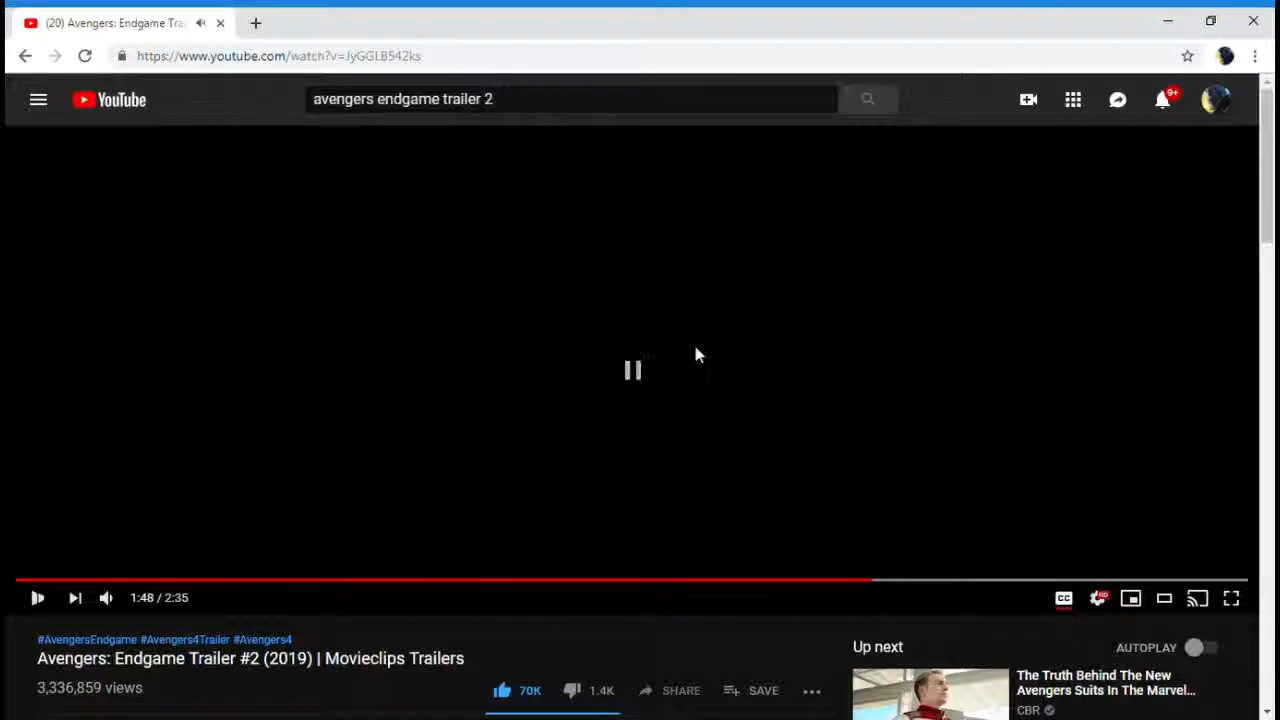 (20) Avengers: Endgame Tra
https://www.youtube.com/watch?v=JyGGLB542ks
YouTube
avengers endgame trailer 2
9+
1:48 / 2:35
CC
HD
#AvengersEndgame #Avengers4Trailer #Avengers4
Avengers: Endgame Trailer #2 (2019) | Movieclips Trailers
3,336,859 views
70K
1.4K
SHARE
SAVE
Up next
AUTOPLAY
The Truth Behind The New
Avengers Suits In The Marvel...
CBR